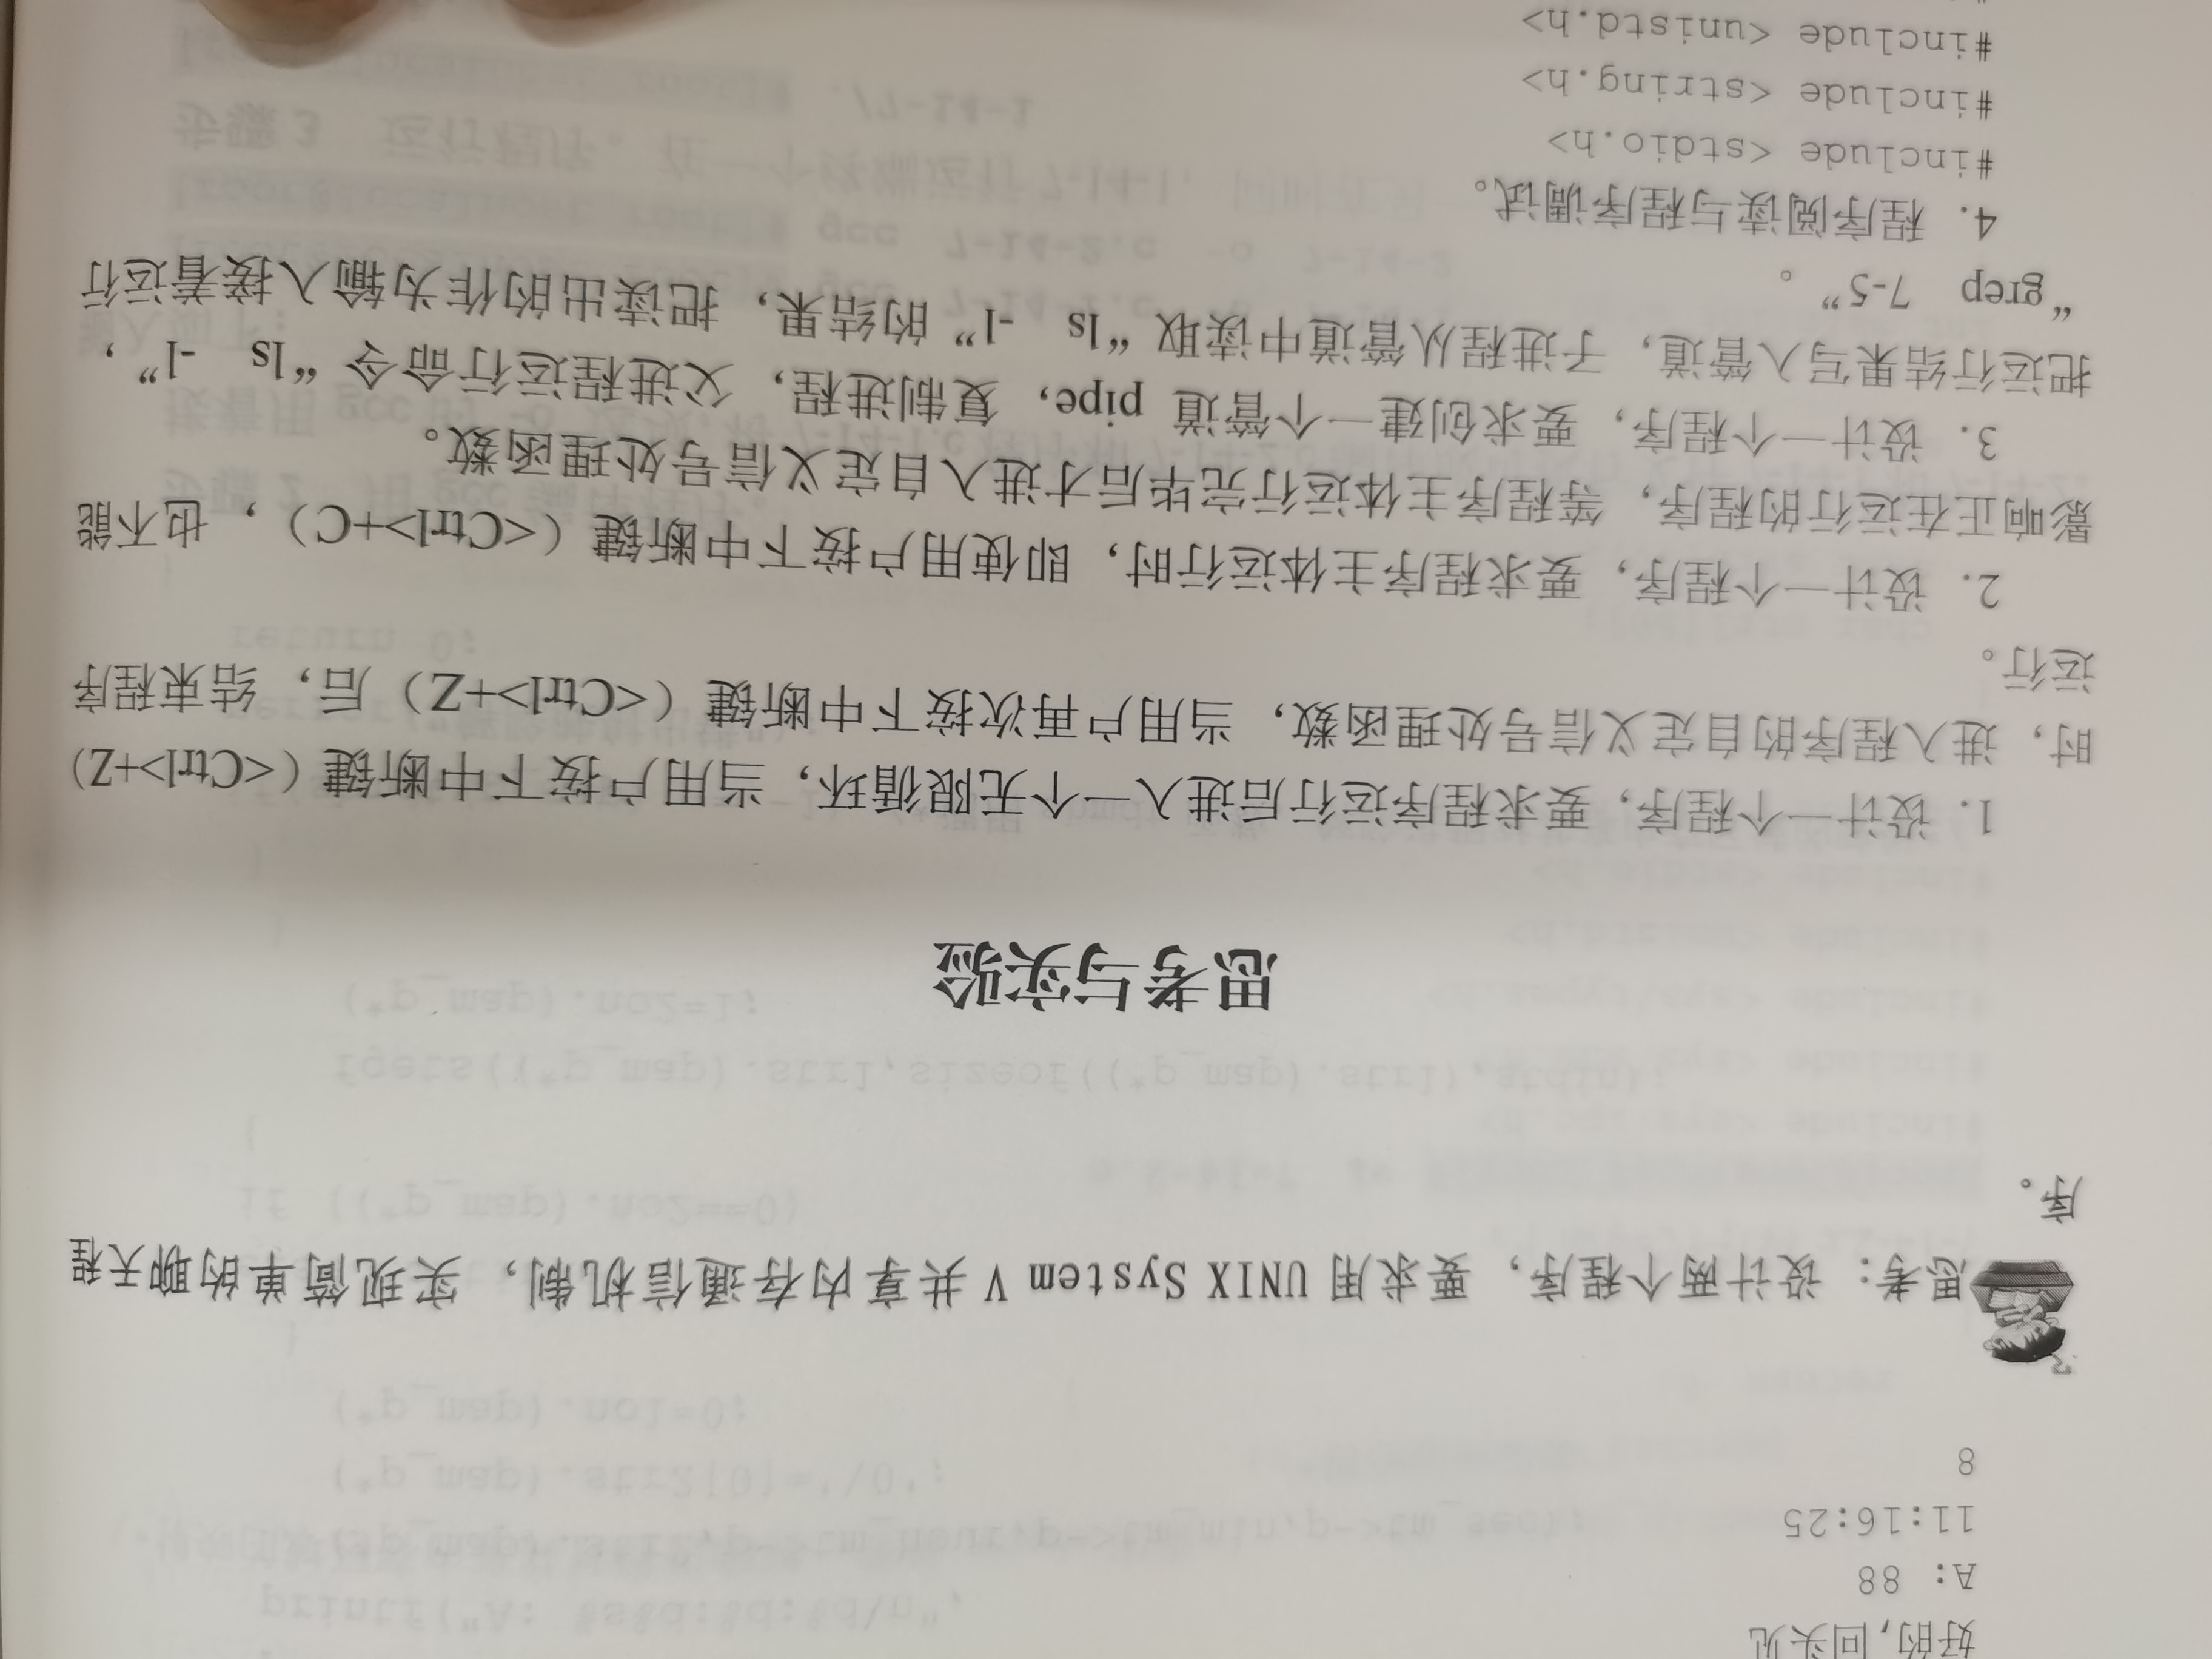 好的,回头见
A: 88
11:16:25
8
思考：设计两个程序，要求用 UNIX System V 共享内存通信机制，实现简单的聊天程
序。
思考与实验
1. 设计一个程序，要求程序运行后进入一个无限循环，当用户按下中断键（<Ctrl>+Z）
时，进入程序的自定义信号处理函数，当用户再次按下中断键（<Ctrl>+Z）后，结束程序
运行。
2. 设计一个程序，要求程序主体运行时，即使用户按下中断键（<Ctrl>+C），也不能
影响正在运行的程序，等程序主体运行完毕后才进入自定义信号处理函数。
3. 设计一个程序，要求创建一个管道 pipe，复制进程，父进程运行命令“ls -l”，
把运行结果写入管道，子进程从管道中读取“ls -l”的结果，把读出的作为输入接着运行
“grep 7-5”。
4. 程序阅读与程序调试。
#include <stdio.h>
#include <string.h>
#include <unistd.h>